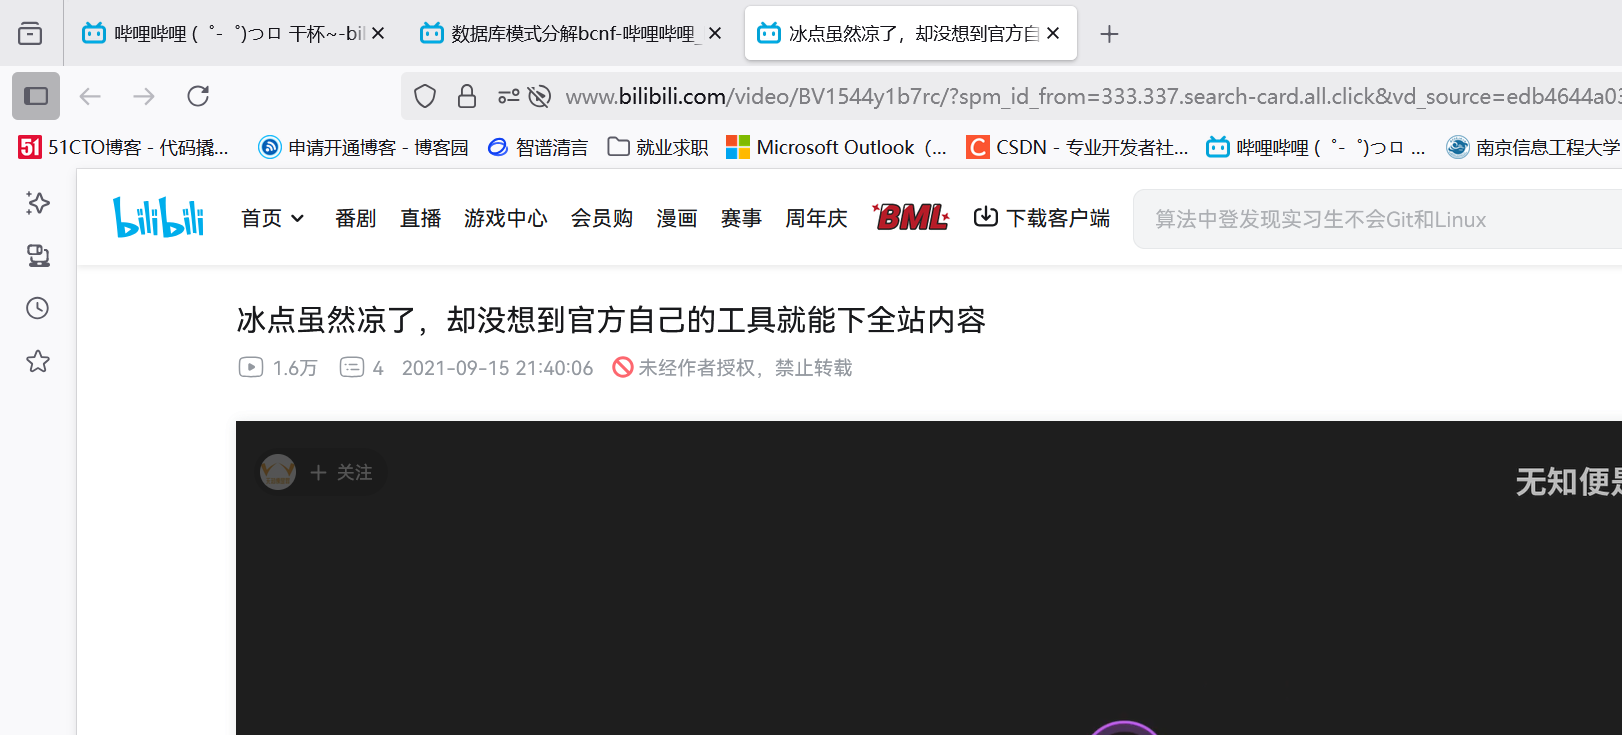 哔哩哔哩 (゜-゜)つロ 干杯~-bil
数据库模式分解bcnf-哔哩哔哩_
冰点虽然凉了，却没想到官方自
www.bilibili.com/video/BV1544y1b7rc/?spm_id_from=333.337.search-card.all.click&vd_source=edb4644a03
51 51CTO博客 - 代码撬... 申请开通博客 - 博客园 智谱清言 就业求职 Microsoft Outlook（... C CSDN - 专业开发者社... 哔哩哔哩 (゜-゜)つロ ... 南京信息工程大学
bilibili 首页 番剧 直播 游戏中心 会员购 漫画 赛事 周年庆 BML 下载客户端 算法中登发现实习生不会Git和Linux
冰点虽然凉了，却没想到官方自己的工具就能下全站内容
1.6万 4 2021-09-15 21:40:06 未经作者授权，禁止转载
+ 关注
无知便是